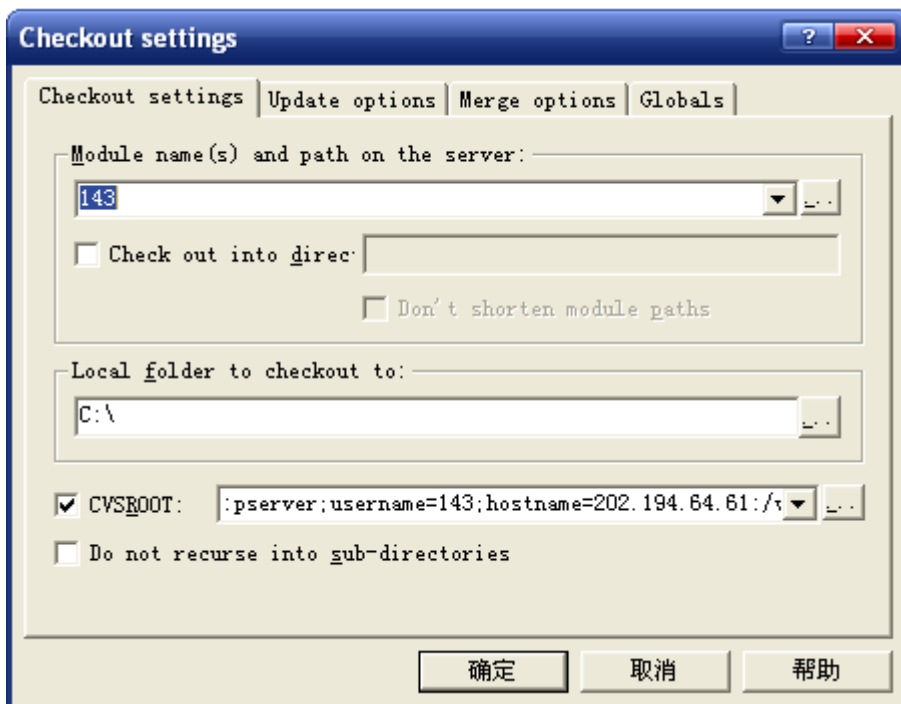 Checkout settings
Checkout settings Update options Merge options Globals
Module name(s) and path on the server:
143
Check out into direc
Don't shorten module paths
Local folder to checkout to:
C:\
CVSROOT: :pserver;username=143;hostname=202.194.64.61:/
Do not recurse into sub-directories
确定 取消 帮助